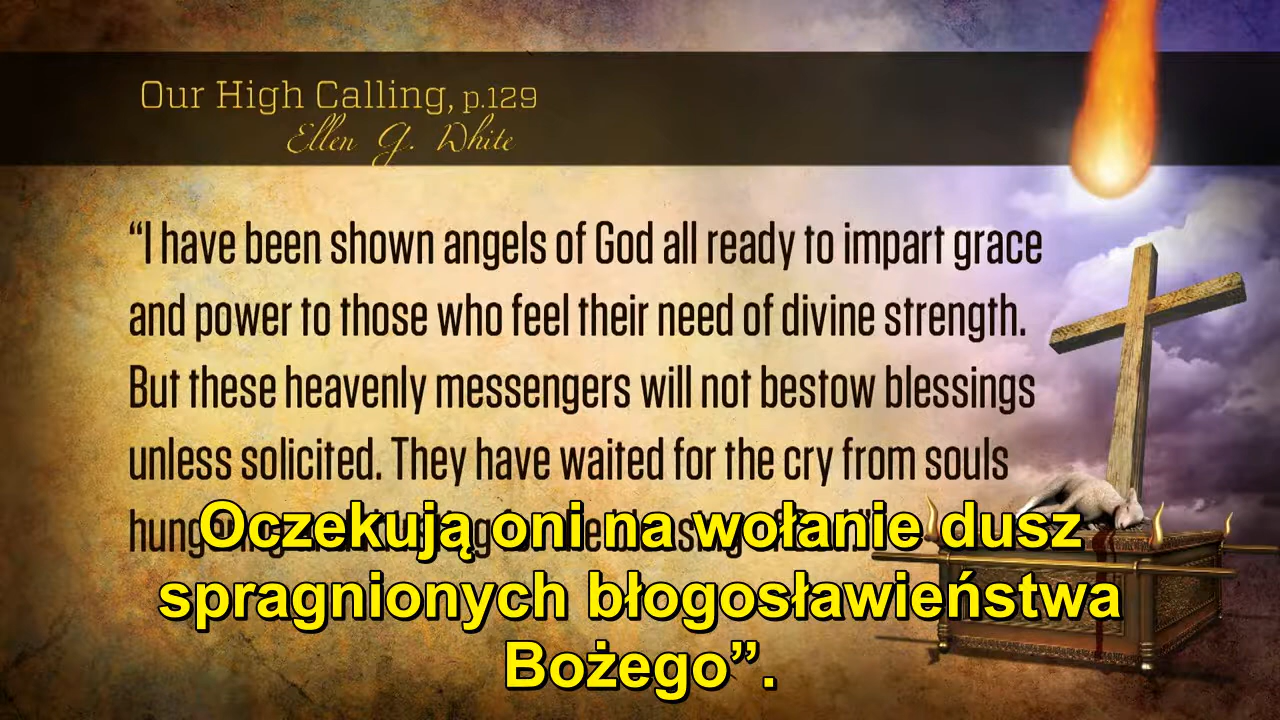 Our High Calling, p.129
Ellen G. White
“I have been shown angels of God all ready to impart grace
and power to those who feel their need of divine strength.
But these heavenly messengers will not bestow blessings
unless solicited. They have waited for the cry from souls
Oczekują oni na wołanie dusz
spragnionych błogosławieństwa
Bożego”.